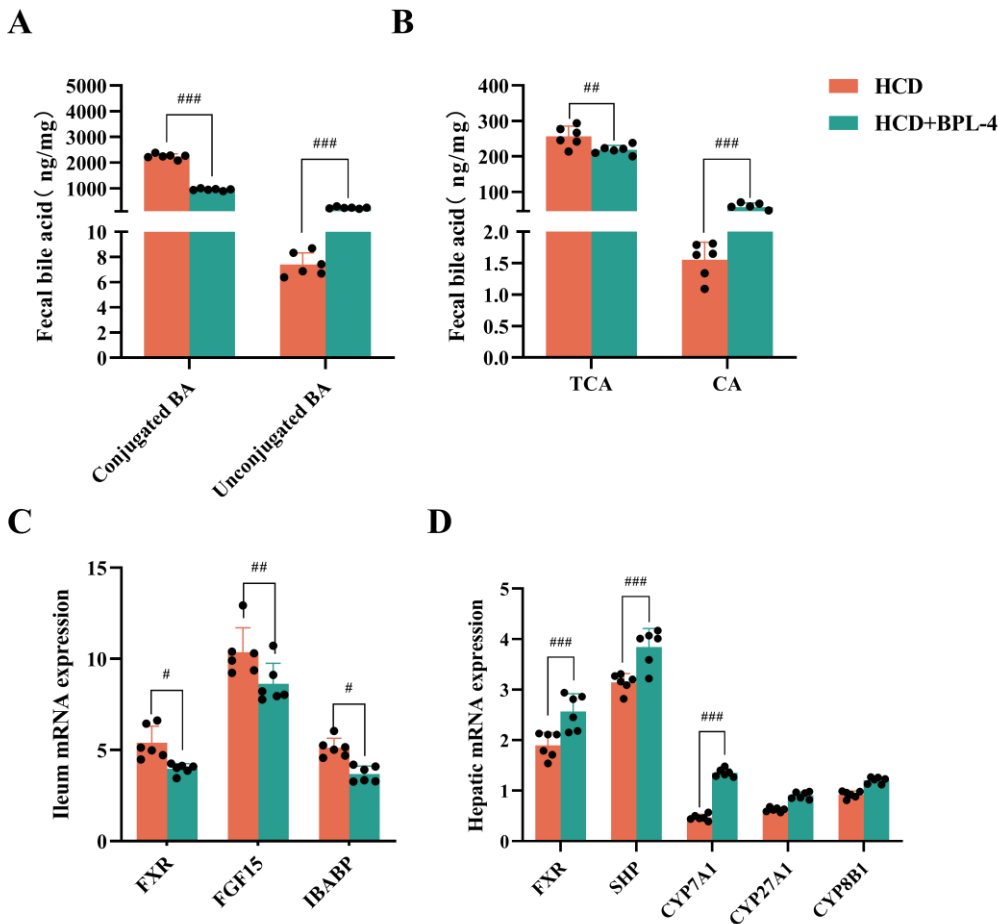 A
Fecal bile acid ( ng/mg)
5000
4000
3000
2000
1000
10
8
6
4
2
0
###
###
Conjugated BA
Unconjugated BA
B
Fecal bile acid ( ng/mg)
400
300
200
100
2.0
1.5
1.0
0.5
0.0
##
###
TCA
CA
HCD
HCD+BPL-4
C
Ileum mRNA expression
15
10
5
0
#
##
#
FXR
FGF15
IBABP
D
Hepatic mRNA expression
5
4
3
2
1
0
###
###
###
FXR
SHP
CYP7A1
CYP27A1
CYP8B1